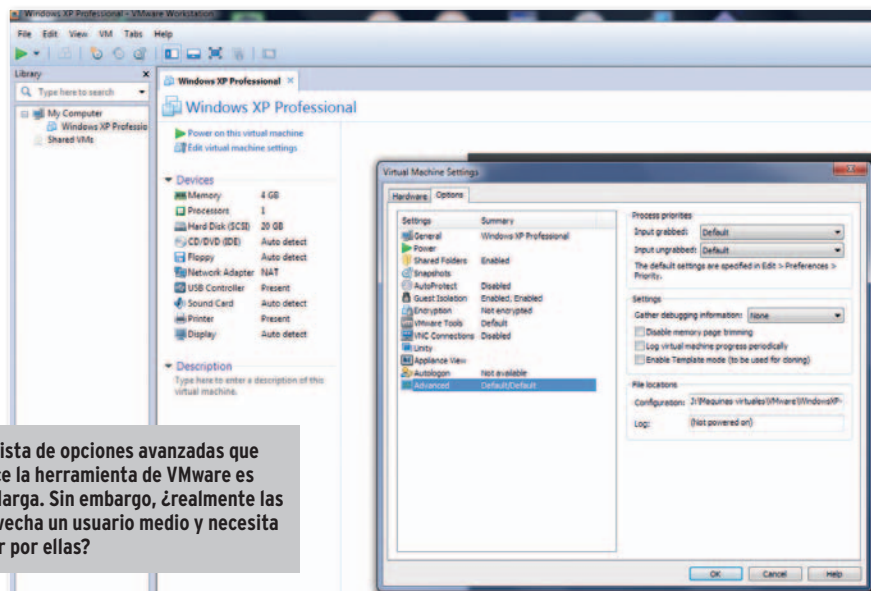 Windows XP Professional - VMware Workstation
File Edit View VM Tabs Help
Library x
Type here to search
My Computer
Windows XP Professio
Shared VMs
Windows XP Professional ×
Windows XP Professional
Power on this virtual machine
Edit virtual machine settings
Devices
Memory 4 GB
Processors 1
Hard Disk (SCSI) 20 GB
CD/DVD (IDE) Auto detect
Floppy Auto detect
Network Adapter NAT
USB Controller Present
Sound Card Auto detect
Printer Present
Display Auto detect
Description
Type here to enter a description of this
virtual machine.
Virtual Machine Settings
Hardware Options
Settings Summary
General Windows XP Professional
Power
Shared Folders Enabled
Snapshots
AutoProtect Disabled
Guest Isolation Enabled, Enabled
Encryption Not encrypted
VMware Tools Default
VNC Connections Disabled
Unity
Appliance View
Autologon Not available
Advanced Default/Default
Process priorities
Input grabbed: Default
Input ungrabbed: Default
The default settings are specified in Edit > Preferences >
Priority.
Settings
Gather debugging information: None
Disable memory page trimming
Log virtual machine progress periodically
Enable Template mode (to be used for cloning)
File locations
Configuration: J:\Maquinas virtuales\VMware\WindowsXP-
Log: (Not powered on)
OK Cancel Help
ista de opciones avanzadas que
ce la herramienta de VMware es
larga. Sin embargo, ¿realmente las
vecha un usuario medio y necesita
r por ellas?